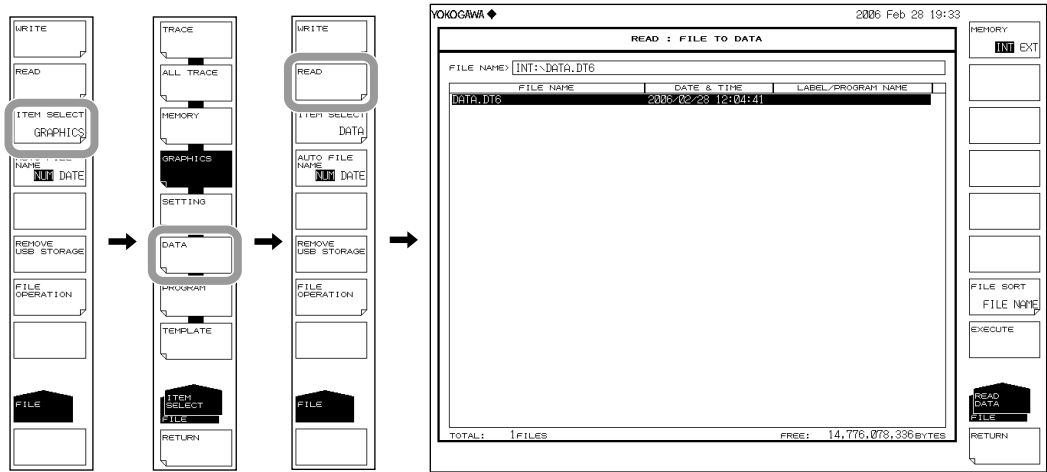 WRITE
READ
ITEM SELECT
GRAPHICS
NAME
NUM DATE
REMOVE
USB STORAGE
FILE
OPERATION
FILE
TRACE
ALL TRACE
MEMORY
GRAPHICS
SETTING
DATA
PROGRAM
TEMPLATE
ITEM
SELECT
FILE
RETURN
WRITE
READ
ITEM SELECT
DATA
AUTO FILE
NAME
NUM DATE
REMOVE
USB STORAGE
FILE
OPERATION
FILE
YOKOGAWA
2006 Feb 28 19:33
READ : FILE TO DATA
FILE NAME> INT:\DATA.DT6
FILE NAME DATE & TIME LABEL/PROGRAM NAME
DATA.DT6 2006/02/28 12:04:41
TOTAL: 1FILES FREE: 14,776,078,336BYTES
MEMORY
INT EXT
FILE SORT
FILE NAME
EXECUTE
READ
DATA
FILE
RETURN